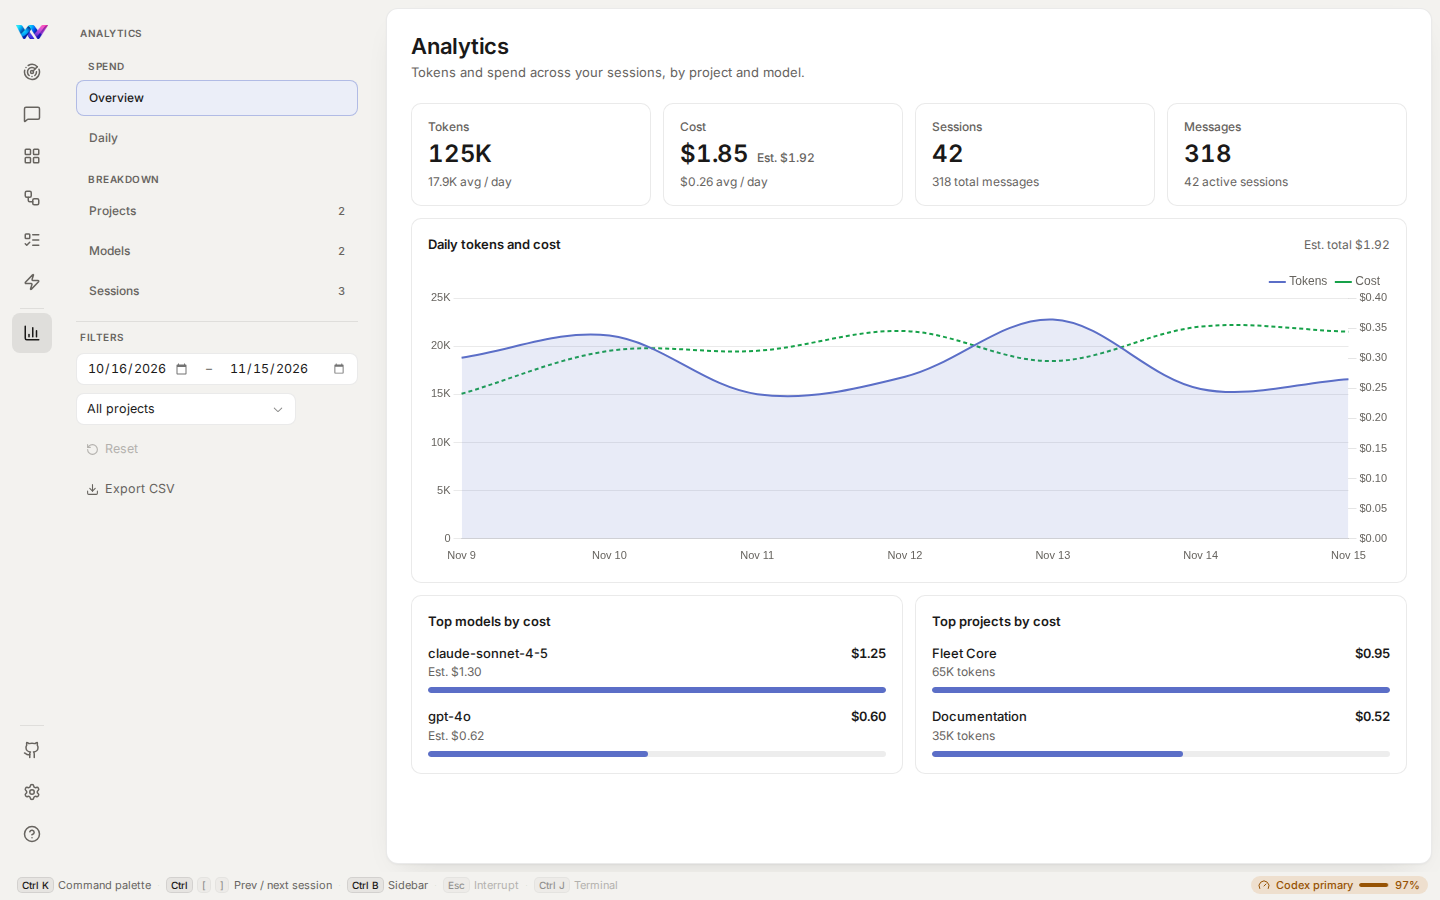 ANALYTICS
SPEND
Overview
Daily
BREAKDOWN
Projects 2
Models 2
Sessions 3
FILTERS
10/16/2026 – 11/15/2026
All projects
Reset
Export CSV
Analytics
Tokens and spend across your sessions, by project and model.
Tokens
125K
17.9K avg / day
Cost
$1.85 Est. $1.92
$0.26 avg / day
Sessions
42
318 total messages
Messages
318
42 active sessions
Daily tokens and cost
Est. total $1.92
Tokens Cost
25K
20K
15K
10K
5K
0
$0.40
$0.35
$0.30
$0.25
$0.20
$0.15
$0.10
$0.05
$0.00
Nov 9 Nov 10 Nov 11 Nov 12 Nov 13 Nov 14 Nov 15
Top models by cost
claude-sonnet-4-5 $1.25
Est. $1.30
gpt-4o $0.60
Est. $0.62
Top projects by cost
Fleet Core $0.95
65K tokens
Documentation $0.52
35K tokens
Ctrl K Command palette Ctrl [ ] Prev / next session Ctrl B Sidebar Esc Interrupt Ctrl J Terminal
Codex primary 97%